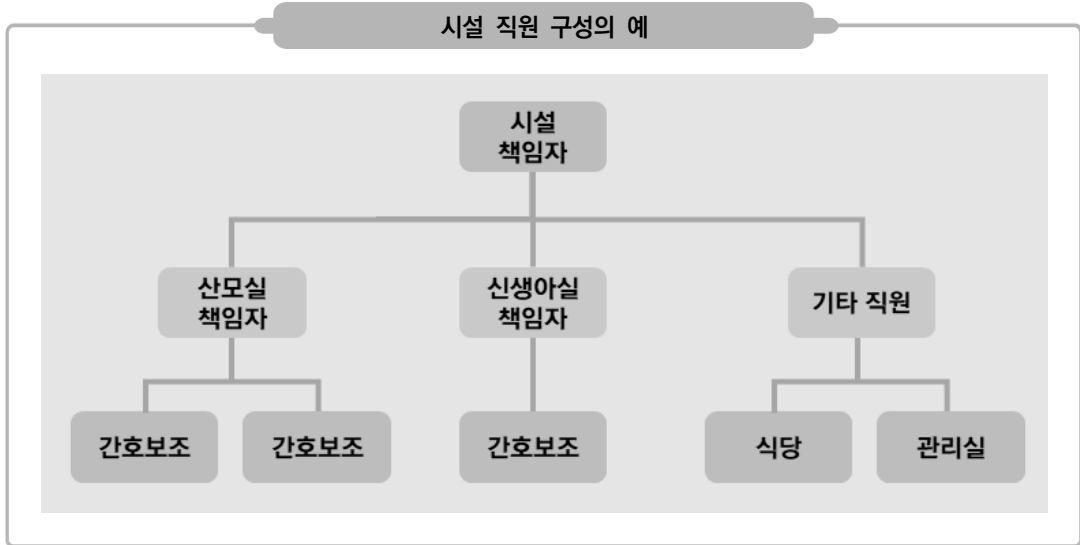 시설 직원 구성의 예
시설
책임자
산모실
책임자
신생아실
책임자
기타 직원
간호보조
간호보조
간호보조
식당
관리실